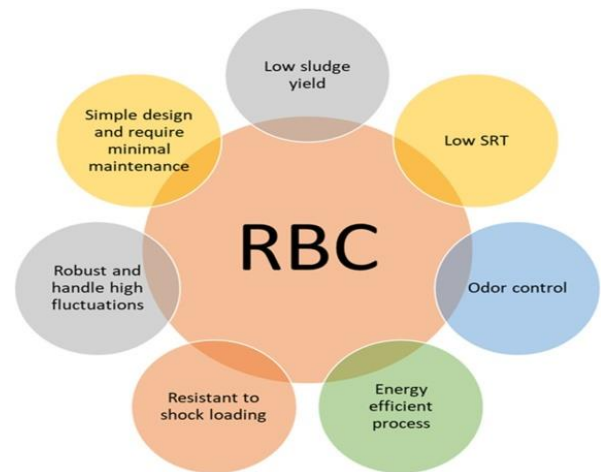 Low sludge
yield
Low SRT
Odor control
Energy
efficient
process
Resistant to
shock loading
Robust and
handle high
fluctuations
Simple design
and require
minimal
maintenance
RBC